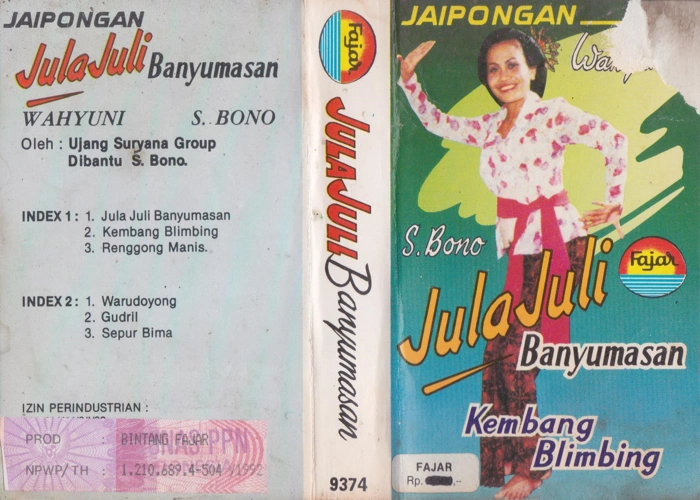 JAIPONGAN
Jula Juli Banyumasan
WAHYUNI S. BONO
Oleh : Ujang Suryana Group
Dibantu S. Bono.
INDEX 1 : 1. Jula Juli Banyumasan
2. Kembang Blimbing
3. Renggong Manis.
INDEX 2 : 1. Warudoyong
2. Gudril
3. Sepur Bima
IZIN PERINDUSTRIAN :
PROD : BINTANG FAJAR
NPWP/TH : 1.210.689.4-504 /1992
PPN
Fajar
JULA JULI Banyumasan
9374
JAIPONGAN
S. Bono
Fajar
Jula Juli
Banyumasan
Kembang
Blimbing
FAJAR
Rp. ,-